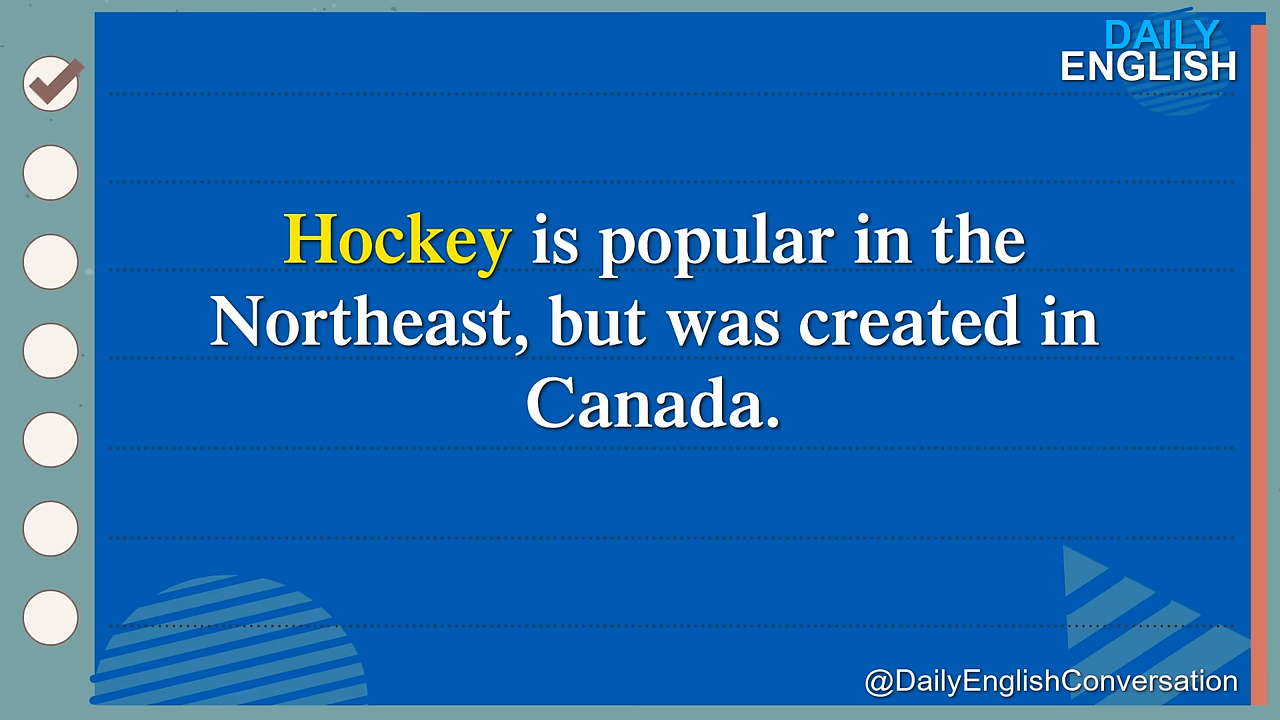 DAILY
ENGLISH
Hockey is popular in the
Northeast, but was created in
Canada.
@DailyEnglishConversation